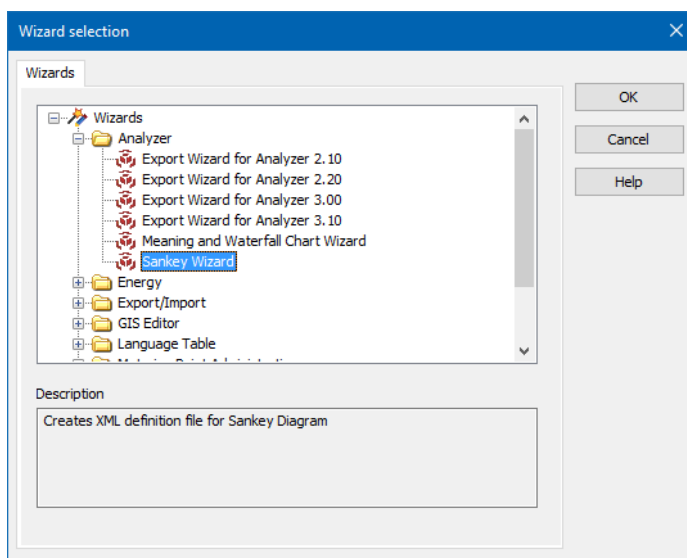 Wizard selection
Wizards
OK
Cancel
Help
Wizards
Analyzer
Export Wizard for Analyzer 2.10
Export Wizard for Analyzer 2.20
Export Wizard for Analyzer 3.00
Export Wizard for Analyzer 3.10
Meaning and Waterfall Chart Wizard
Sankey Wizard
Energy
Export/Import
GIS Editor
Language Table
Description
Creates XML definition file for Sankey Diagram